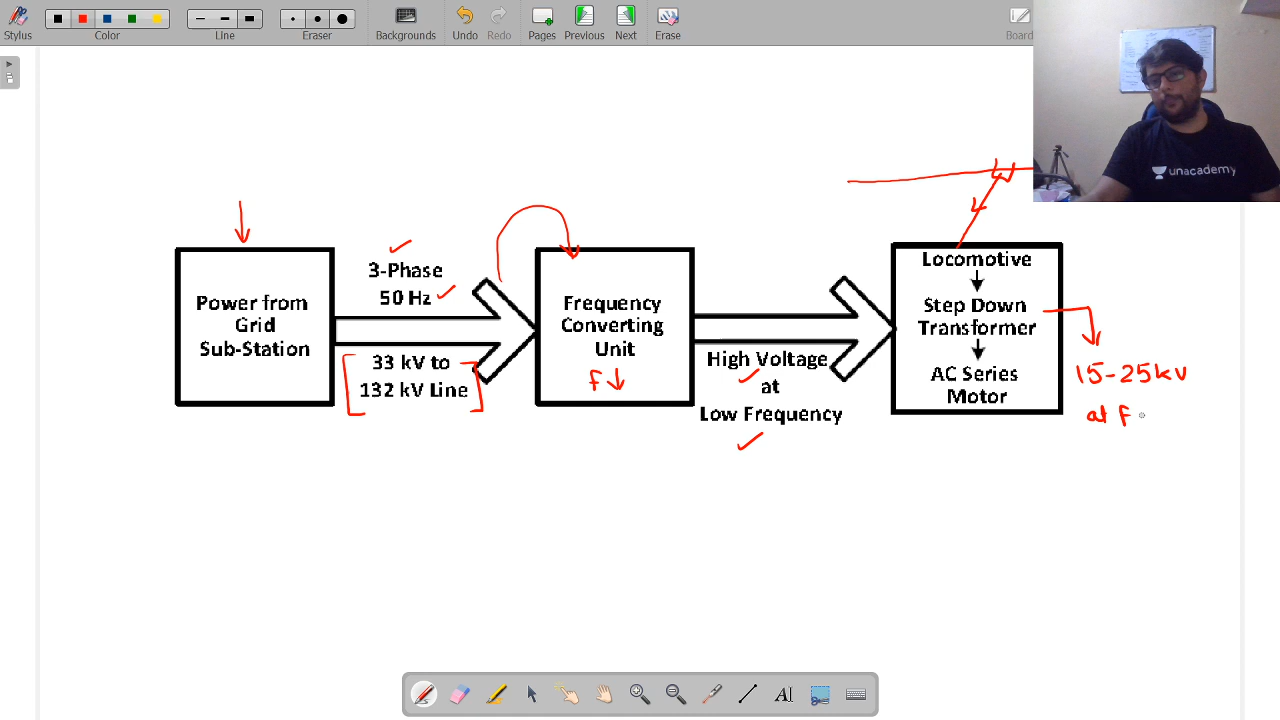 Stylus
Color
Line
Eraser
Backgrounds
Undo
Redo
Pages
Previous
Next
Erase
Board
unacademy
Power from
Grid
Sub-Station
3-Phase
50 Hz
33 kV to
132 kV Line
Frequency
Converting
Unit
F↓
High Voltage
at
Low Frequency
Locomotive
Step Down
Transformer
AC Series
Motor
15-25kV
at F
AI